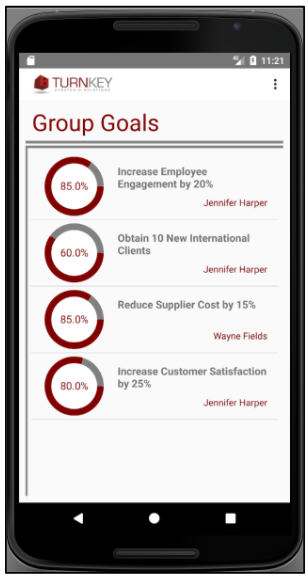 11:21
TURNKEY
STRATEGIC SOLUTIONS
Group Goals
85.0%
Increase Employee
Engagement by 20%
Jennifer Harper
60.0%
Obtain 10 New International
Clients
Jennifer Harper
85.0%
Reduce Supplier Cost by 15%
Wayne Fields
80.0%
Increase Customer Satisfaction
by 25%
Jennifer Harper